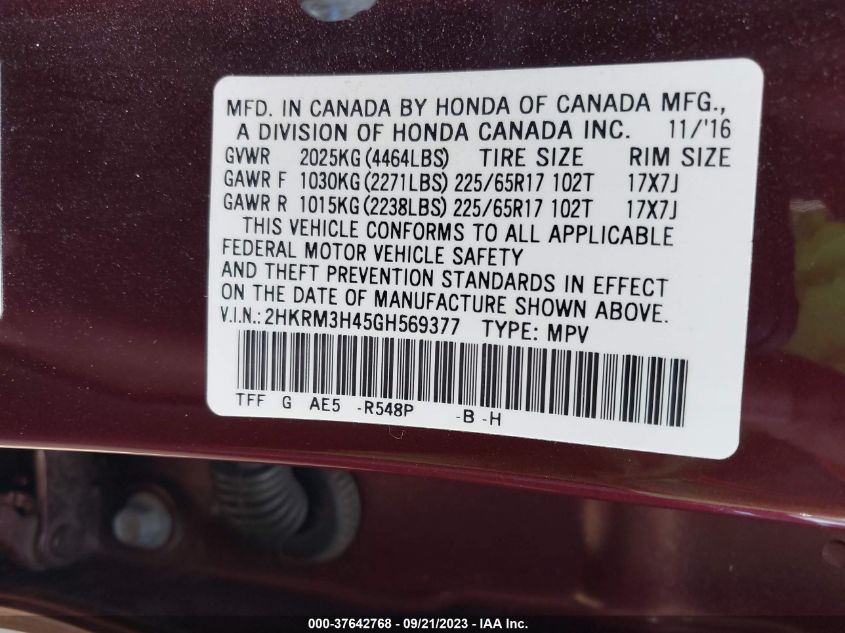 MFD. IN CANADA BY HONDA OF CANADA MFG.,
A DIVISION OF HONDA CANADA INC. 11/'16
GVWR 2025KG (4464LBS) TIRE SIZE RIM SIZE
GAWR F 1030KG (2271LBS) 225/65R17 102T 17X7J
GAWR R 1015KG (2238LBS) 225/65R17 102T 17X7J
THIS VEHICLE CONFORMS TO ALL APPLICABLE
FEDERAL MOTOR VEHICLE SAFETY
AND THEFT PREVENTION STANDARDS IN EFFECT
ON THE DATE OF MANUFACTURE SHOWN ABOVE.
V.I.N.: 2HKRM3H45GH569377 TYPE: MPV
TFF G AE5 -R548P -B -H
000-37642768 - 09/21/2023 - IAA Inc.